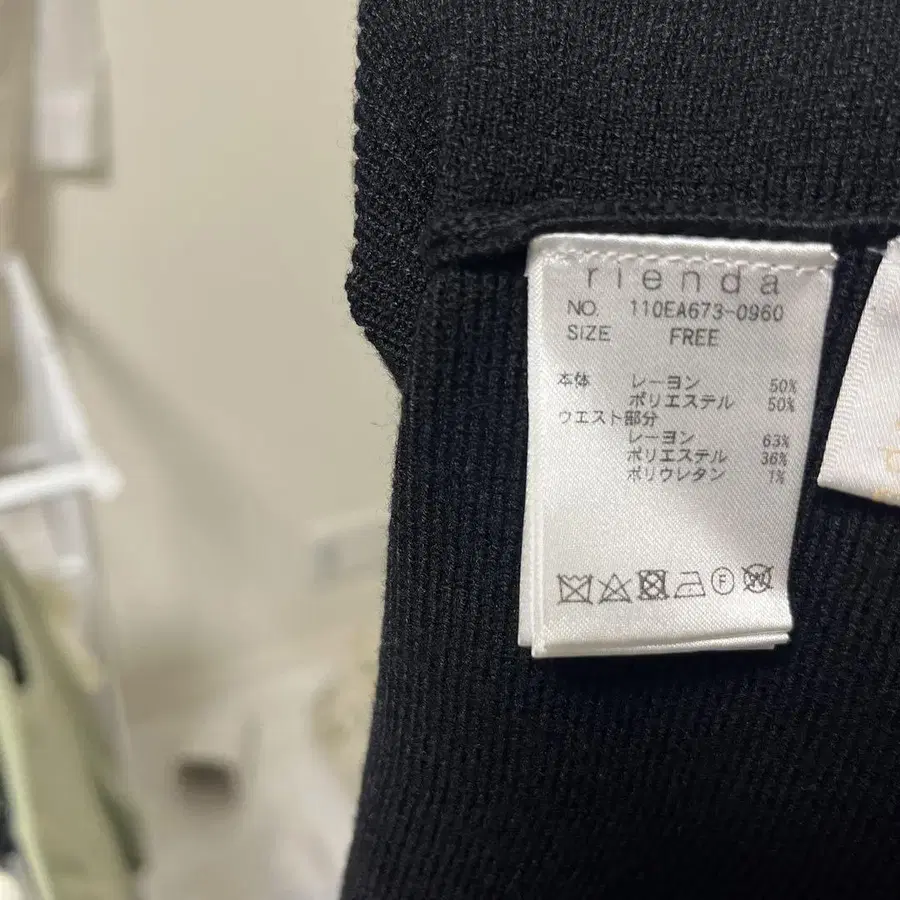 rienda
NO. 110EA673-0960
SIZE FREE
本体 レーヨン 50%
ポリエステル 50%
ウエスト部分
レーヨン 63%
ポリエステル 36%
ポリウレタン 1%
F
W